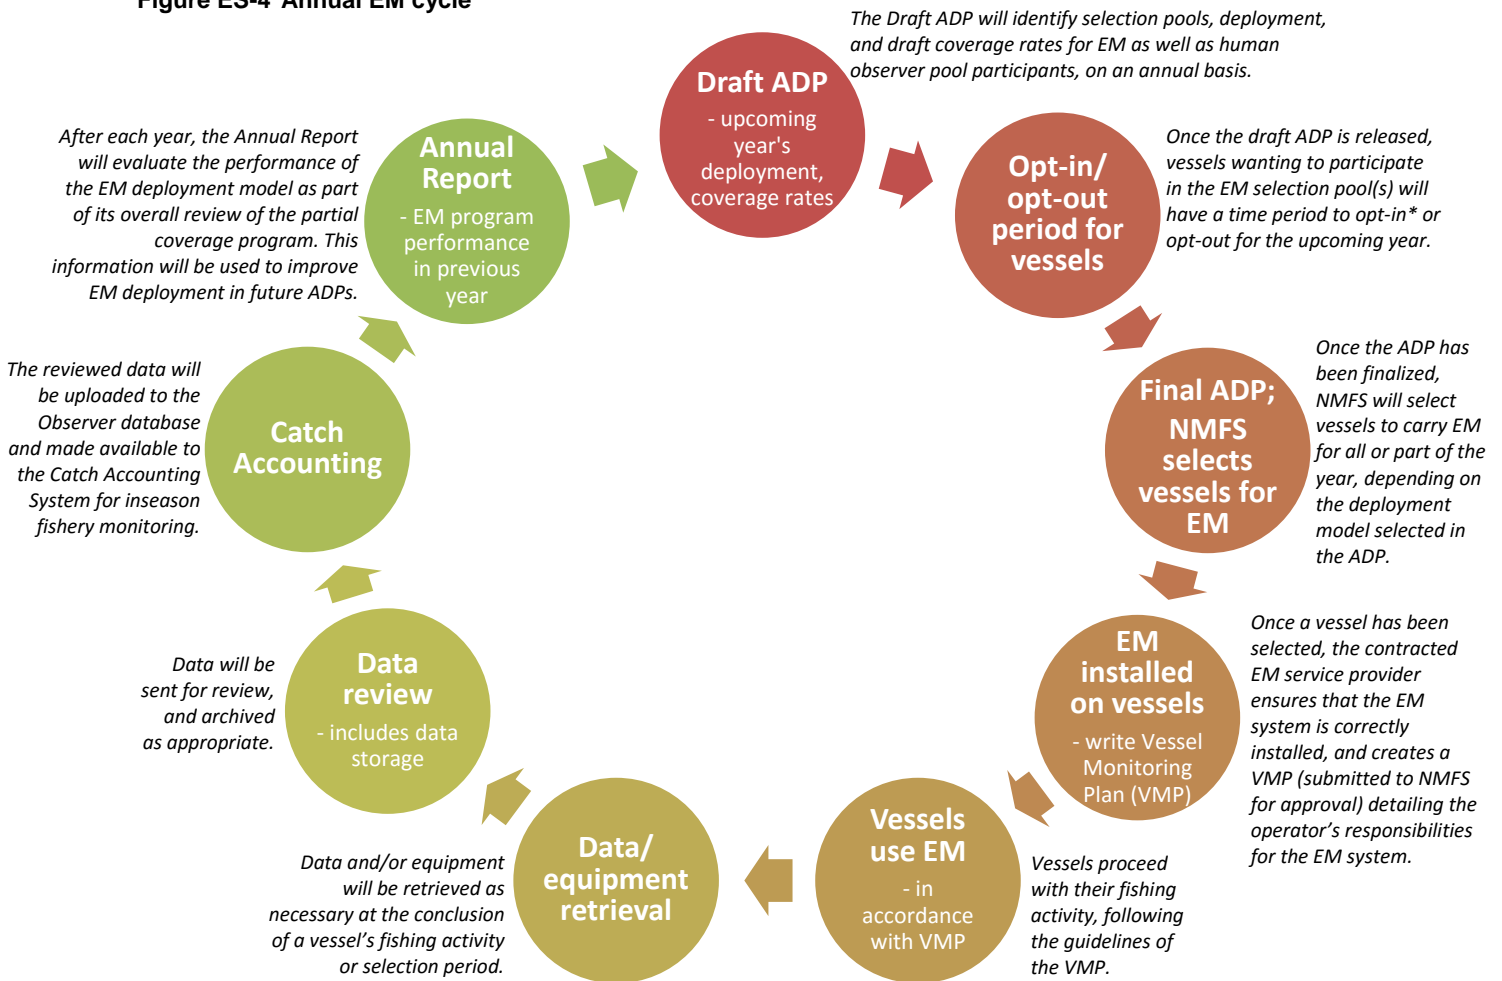 Figure ES-4 Annual EM cycle
The Draft ADP will identify selection pools, deployment,
and draft coverage rates for EM as well as human
observer pool participants, on an annual basis.
Draft ADP
- upcoming
year's
deployment,
coverage rates
Opt-in/
opt-out
period for
vessels
Once the draft ADP is released,
vessels wanting to participate
in the EM selection pool(s) will
have a time period to opt-in* or
opt-out for the upcoming year.
Final ADP;
NMFS
selects
vessels for
EM
Once the ADP has
been finalized,
NMFS will select
vessels to carry EM
for all or part of the
year, depending on
the deployment
model selected in
the ADP.
EM
installed
on vessels
- write Vessel
Monitoring
Plan (VMP)
Once a vessel has been
selected, the contracted
EM service provider
ensures that the EM
system is correctly
installed, and creates a
VMP (submitted to NMFS
for approval) detailing the
operator’s responsibilities
for the EM system.
Vessels
use EM
- in
accordance
with VMP
Vessels proceed
with their fishing
activity, following
the guidelines of
the VMP.
Data/
equipment
retrieval
Data and/or equipment
will be retrieved as
necessary at the conclusion
of a vessel’s fishing activity
or selection period.
Data
review
- includes data
storage
Data will be
sent for review,
and archived
as appropriate.
Catch
Accounting
The reviewed data will
be uploaded to the
Observer database
and made available to
the Catch Accounting
System for inseason
fishery monitoring.
Annual
Report
- EM program
performance
in previous
year
After each year, the Annual Report
will evaluate the performance of
the EM deployment model as part
of its overall review of the partial
coverage program. This
information will be used to improve
EM deployment in future ADPs.